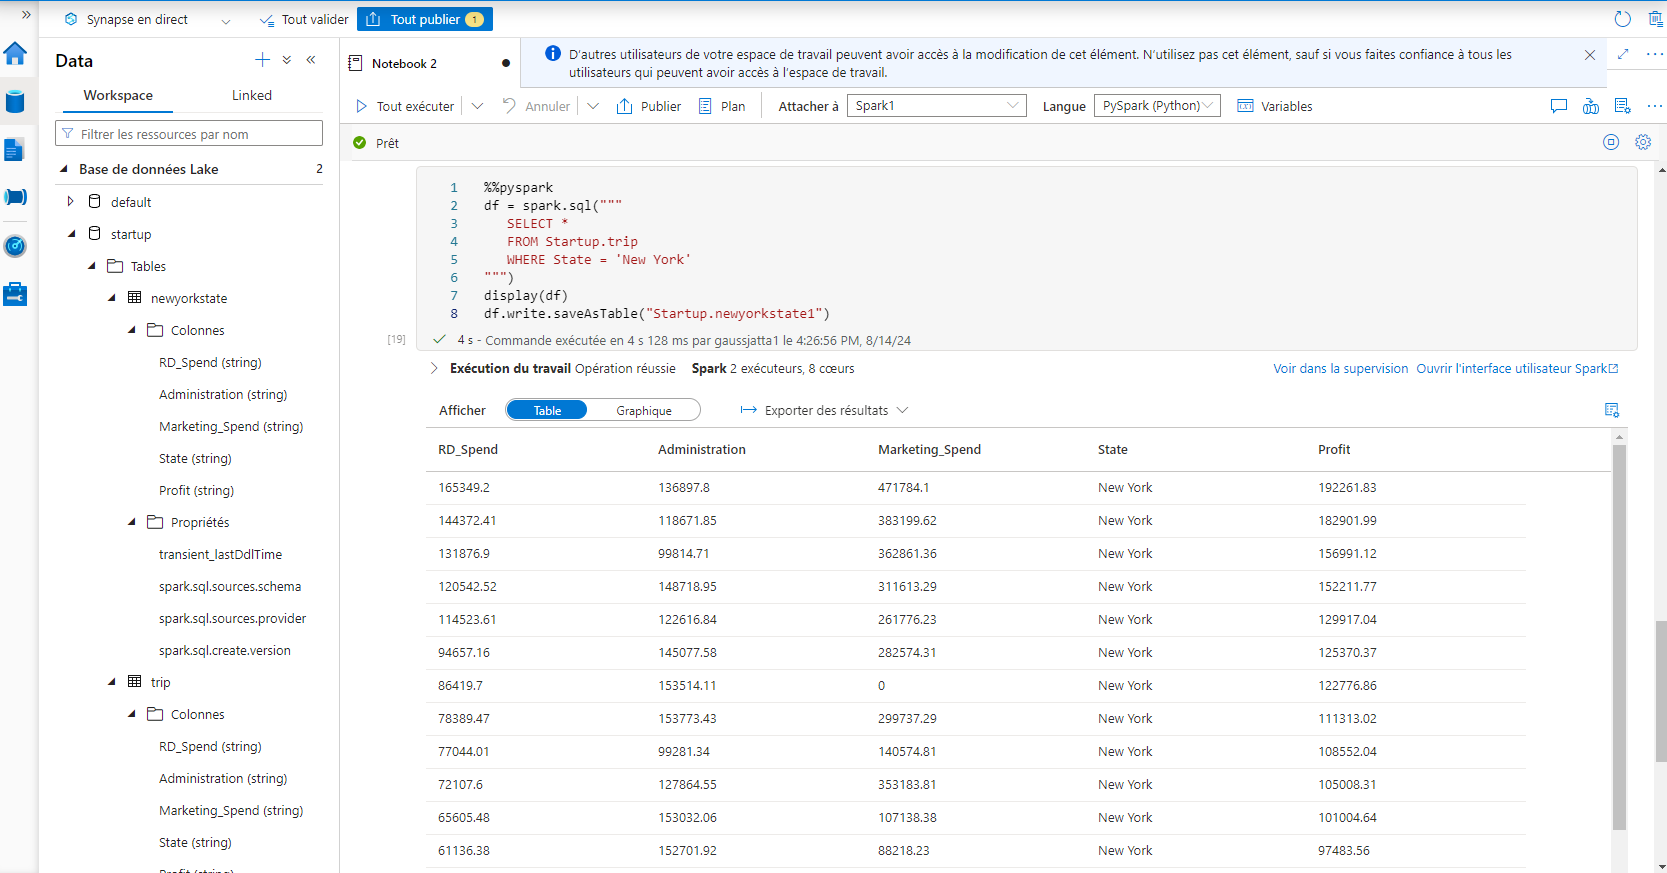 Synapse en direct
Tout valider
Tout publier 1
Data
Workspace
Linked
Filtrer les ressources par nom
Base de données Lake 2
default
startup
Tables
newyorkstate
Colonnes
RD_Spend (string)
Administration (string)
Marketing_Spend (string)
State (string)
Profit (string)
Propriétés
transient_lastDdlTime
spark.sql.sources.schema
spark.sql.sources.provider
spark.sql.create.version
trip
Colonnes
RD_Spend (string)
Administration (string)
Marketing_Spend (string)
State (string)
Profit (string)
Notebook 2
D'autres utilisateurs de votre espace de travail peuvent avoir accès à la modification de cet élément. N'utilisez pas cet élément, sauf si vous faites confiance à tous les
utilisateurs qui peuvent avoir accès à l'espace de travail.
Tout exécuter Annuler Publier Plan Attacher à Spark1 Langue PySpark (Python) Variables
Prêt
1 %%pyspark
2 df = spark.sql("""
3 SELECT *
4 FROM Startup.trip
5 WHERE State = 'New York'
6 """)
7 display(df)
8 df.write.saveAsTable("Startup.newyorkstate1")
[19] 4 s - Commande exécutée en 4 s 128 ms par gaussjatta1 le 4:26:56 PM, 8/14/24
Exécution du travail Opération réussie Spark 2 exécuteurs, 8 cœurs Voir dans la supervision Ouvrir l'interface utilisateur Spark
Afficher Table Graphique Exporter des résultats
RD_Spend Administration Marketing_Spend State Profit
165349.2 136897.8 471784.1 New York 192261.83
144372.41 118671.85 383199.62 New York 182901.99
131876.9 99814.71 362861.36 New York 156991.12
120542.52 148718.95 311613.29 New York 152211.77
114523.61 122616.84 261776.23 New York 129917.04
94657.16 145077.58 282574.31 New York 125370.37
86419.7 153514.11 0 New York 122776.86
78389.47 153773.43 299737.29 New York 111313.02
77044.01 99281.34 140574.81 New York 108552.04
72107.6 127864.55 353183.81 New York 105008.31
65605.48 153032.06 107138.38 New York 101004.64
61136.38 152701.92 88218.23 New York 97483.56